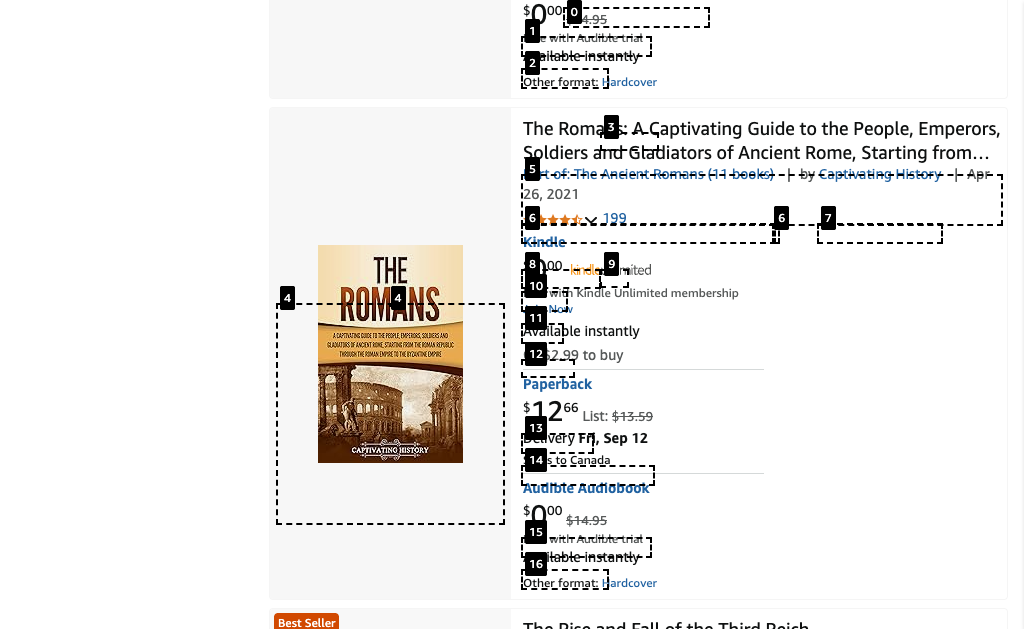 $0 00 4.95
0
1
with Audible trial
Available instantly
2
Other format: Hardcover
3
The Romans: A Captivating Guide to the People, Emperors,
Soldiers and Gladiators of Ancient Rome, Starting from…
5
Part of: The Ancient Romans (11 books) | by Captivating History | Apr
26, 2021
6
199
6
7
Kindle
8
00 kindle unlimited
9
10
with Kindle Unlimited membership
Now
11
Available instantly
12
$2.99 to buy
4
4
THE
ROMANS
A CAPTIVATING GUIDE TO THE PEOPLE, EMPERORS, SOLDIERS AND
GLADIATORS OF ANCIENT ROME, STARTING FROM THE ROMAN REPUBLIC
THROUGH THE ROMAN EMPIRE TO THE BYZANTINE EMPIRE
CAPTIVATING HISTORY
Paperback
$12 66 List: $13.59
13
Delivery Fri, Sep 12
14
to Canada
Audible Audiobook
$0 00 $14.95
15
with Audible trial
Available instantly
16
Other format: Hardcover
Best Seller
The Rise and Fall of the Third Reich